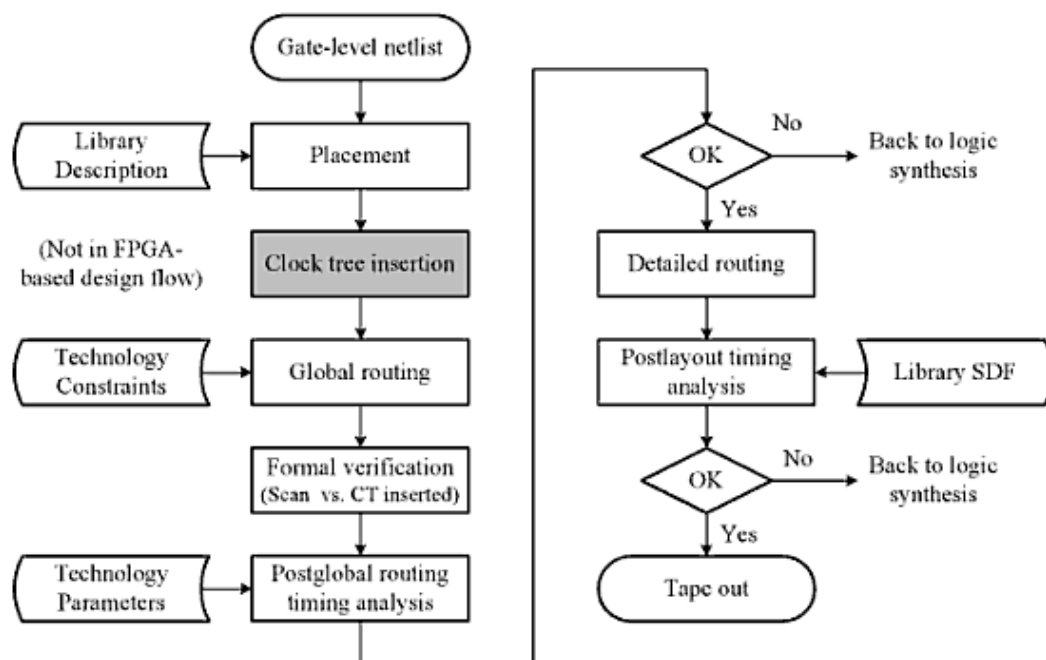 Gate-level netlist
Library
Description
Placement
(Not in FPGA-
based design flow)
Clock tree insertion
Technology
Constraints
Global routing
Formal verification
(Scan vs. CT inserted)
Technology
Parameters
Postglobal routing
timing analysis
OK
No
Back to logic
synthesis
Yes
Detailed routing
Postlayout timing
analysis
Library SDF
OK
No
Back to logic
synthesis
Yes
Tape out